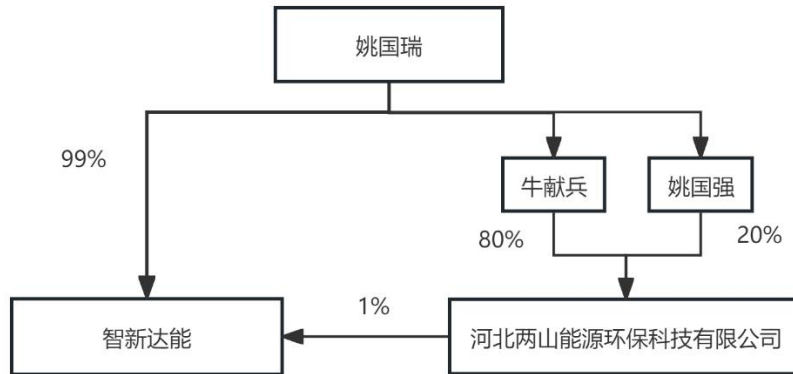 姚国瑞
99%
牛献兵
姚国强
80%
20%
1%
智新达能
河北两山能源环保科技有限公司